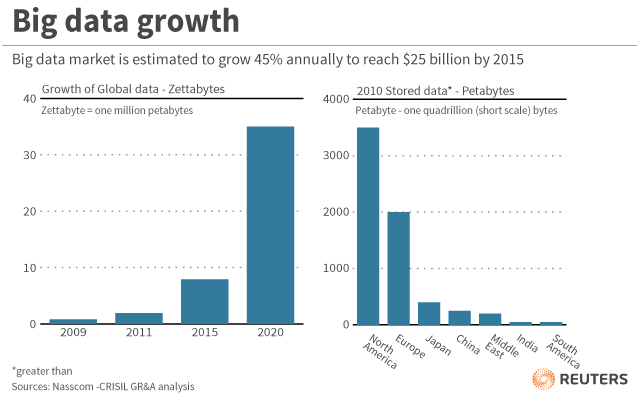 Big data growth
Big data market is estimated to grow 45% annually to reach $25 billion by 2015
Growth of Global data - Zettabytes
Zettabyte = one million petabytes
40
30
20
10
0
2009
2011
2015
2020
2010 Stored data* - Petabytes
Petabyte - one quadrillion (short scale) bytes
4000
3000
2000
1000
0
North
America
Europe
Japan
China
Middle
East
India
South
America
*greater than
Sources: Nasscom -CRISIL GR&A analysis
REUTERS